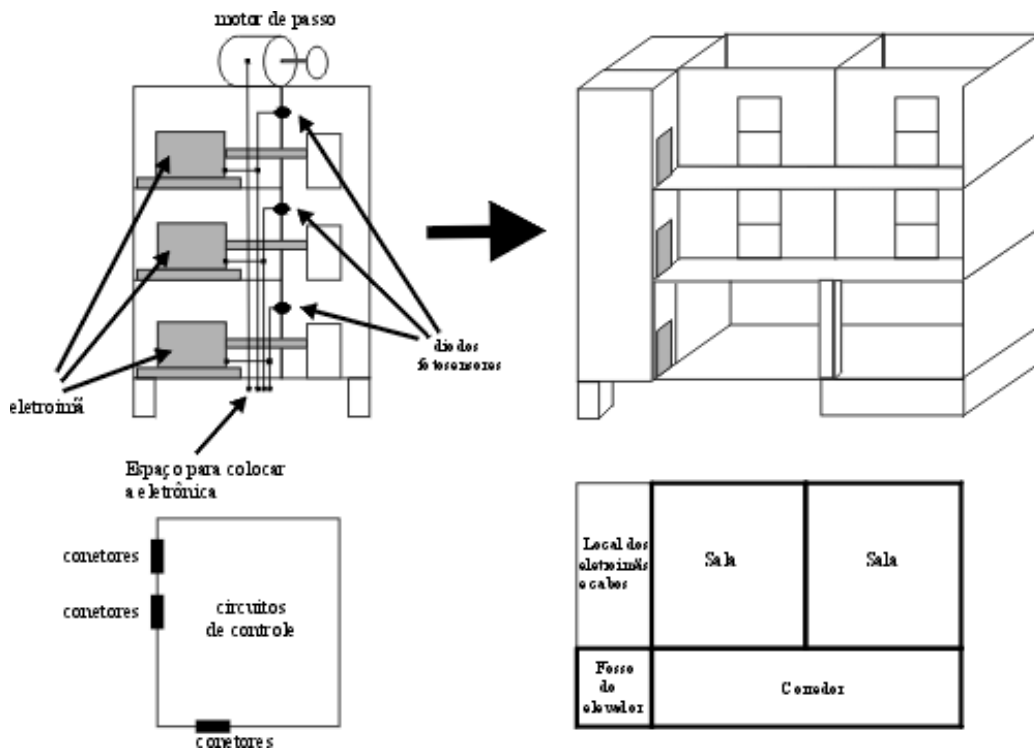 motor de passo
diodos
fotosensores
eletroimã
Espaço para colocar
a eletrônica
conetores
conetores
circuitos
de controle
conetores
Local dos
eletroimãs
e cabos
Sala
Sala
Fosso
do
elevador
Corredor